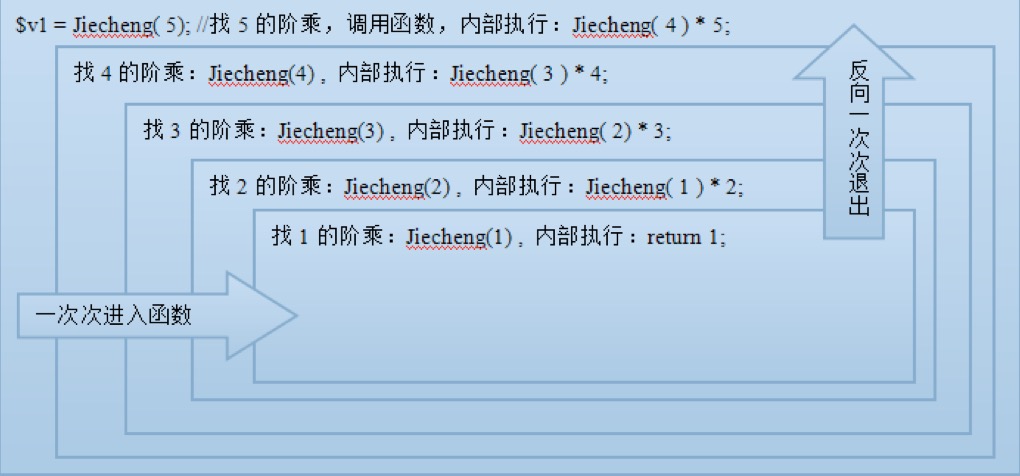 $v1 = Jiecheng( 5); //找 5 的阶乘，调用函数，内部执行：Jiecheng( 4 ) * 5;
找 4 的阶乘：Jiecheng(4) ，内部执行：Jiecheng( 3 ) * 4;
找 3 的阶乘：Jiecheng(3) ，内部执行：Jiecheng( 2) * 3;
找 2 的阶乘：Jiecheng(2) ，内部执行：Jiecheng( 1 ) * 2;
找 1 的阶乘：Jiecheng(1) ，内部执行：return 1;
一次次进入函数
反向一次次退出